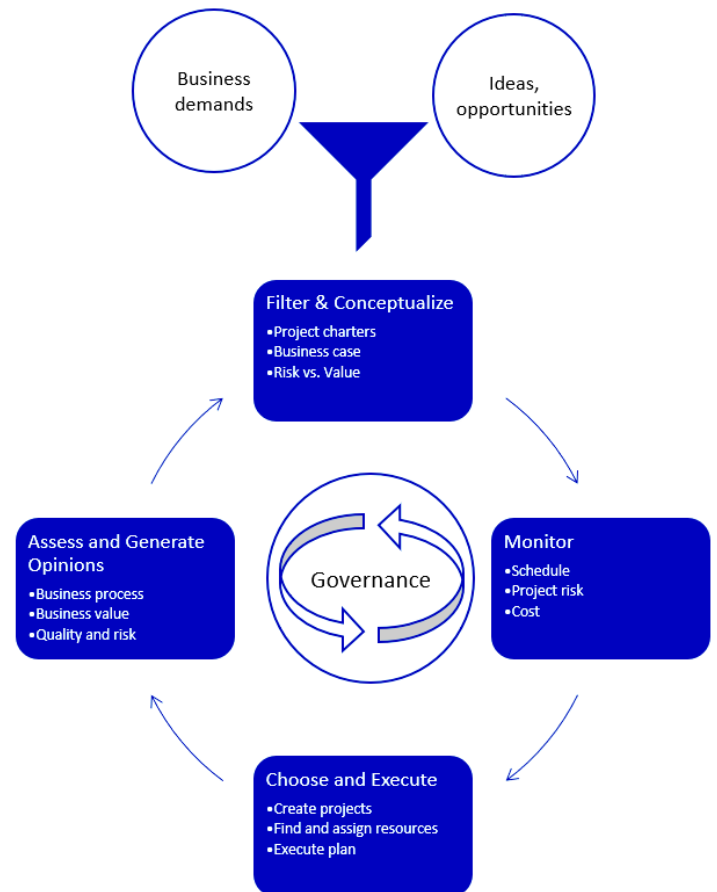 Business
demands
Ideas,
opportunities
Filter & Conceptualize
•Project charters
•Business case
•Risk vs. Value
Assess and Generate
Opinions
•Business process
•Business value
•Quality and risk
Governance
Monitor
•Schedule
•Project risk
•Cost
Choose and Execute
•Create projects
•Find and assign resources
•Execute plan